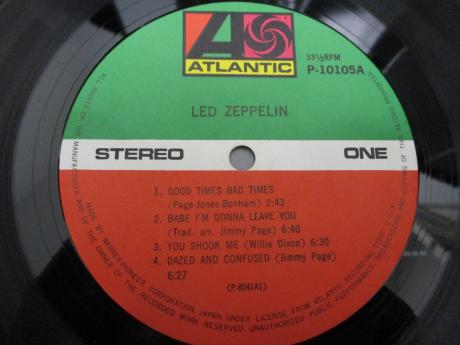 ATLANTIC
33⅓RPM
P-10105A
LED ZEPPELIN
STEREO
ONE
1. GOOD TIMES BAD TIMES
(Page-Jones-Bonham) 2:43
2. BABE I'M GONNA LEAVE YOU
(Trad. arr. Jimmy Page) 6:40
3. YOU SHOOK ME (Willie Dixon) 6:30
4. DAZED AND CONFUSED (Jimmy Page)
6:27
(P-8041A1)
MADE BY WARNER-PIONEER CORPORATION, JAPAN, UNDER LICENSE FROM ATLANTIC RECORDING CORP., U.S.A.
ALL RIGHTS OF THE MANUFACTURER AND OF THE OWNER OF THE RECORDED WORK RESERVED. UNAUTHORIZED PUBLIC PERFORMANCE, BROADCASTING AND COPYING OF THIS RECORD PROHIBITED